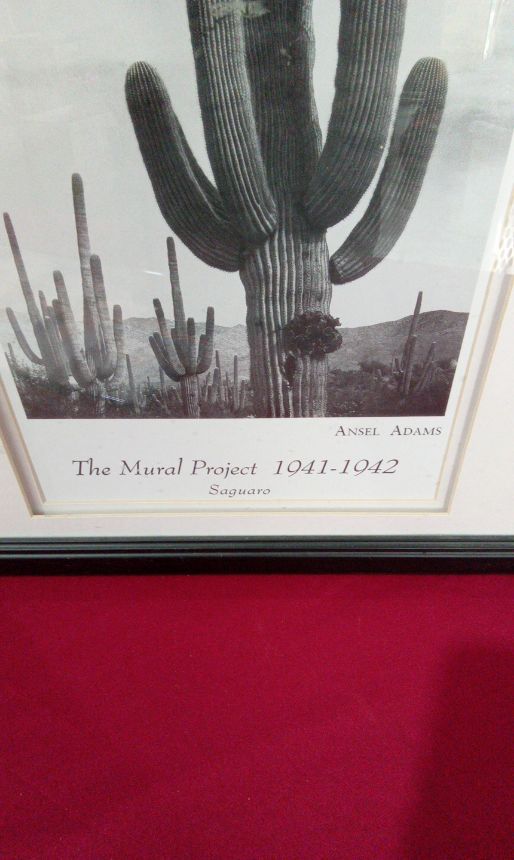 ANSEL ADAMS
The Mural Project 1941-1942
Saguaro